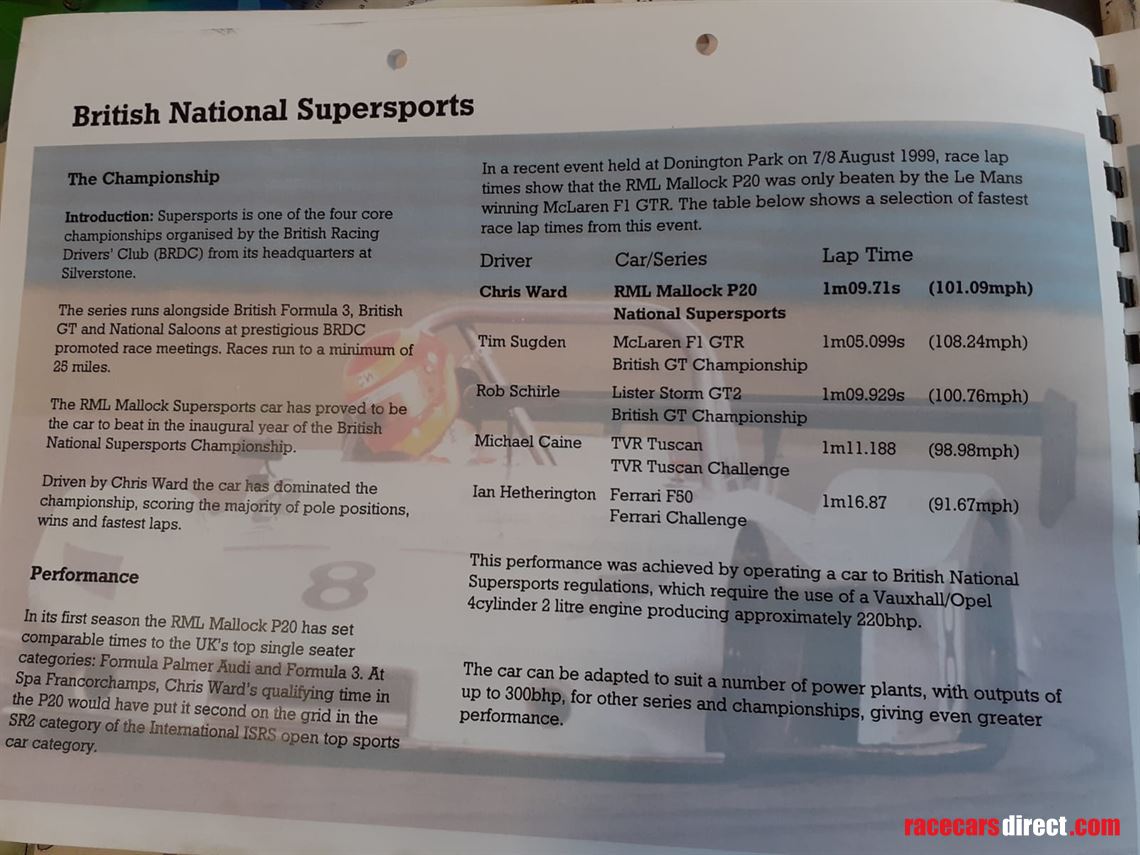 British National Supersports
The Championship
Introduction: Supersports is one of the four core
championships organised by the British Racing
Drivers' Club (BRDC) from its headquarters at
Silverstone.
The series runs alongside British Formula 3, British
GT and National Saloons at prestigious BRDC
promoted race meetings. Races run to a minimum of
25 miles.
The RML Mallock Supersports car has proved to be
the car to beat in the inaugural year of the British
National Supersports Championship.
Driven by Chris Ward the car has dominated the
championship, scoring the majority of pole positions,
wins and fastest laps.
Performance
In its first season the RML Mallock P20 has set
comparable times to the UK's top single seater
categories: Formula Palmer Audi and Formula 3. At
Spa Francorchamps, Chris Ward's qualifying time in
the P20 would have put it second on the grid in the
SR2 category of the International ISRS open top sports
car category.
In a recent event held at Donington Park on 7/8 August 1999, race lap
times show that the RML Mallock P20 was only beaten by the Le Mans
winning McLaren F1 GTR. The table below shows a selection of fastest
race lap times from this event.
Driver Car/Series Lap Time
Chris Ward RML Mallock P20 1m09.71s (101.09mph)
National Supersports
Tim Sugden McLaren F1 GTR 1m05.099s (108.24mph)
British GT Championship
Rob Schirle Lister Storm GT2 1m09.929s (100.76mph)
British GT Championship
Michael Caine TVR Tuscan 1m11.188 (98.98mph)
TVR Tuscan Challenge
Ian Hetherington Ferrari F50 1m16.87 (91.67mph)
Ferrari Challenge
This performance was achieved by operating a car to British National
Supersports regulations, which require the use of a Vauxhall/Opel
4cylinder 2 litre engine producing approximately 220bhp.
The car can be adapted to suit a number of power plants, with outputs of
up to 300bhp, for other series and championships, giving even greater
performance.
8
racecarsdirect.com